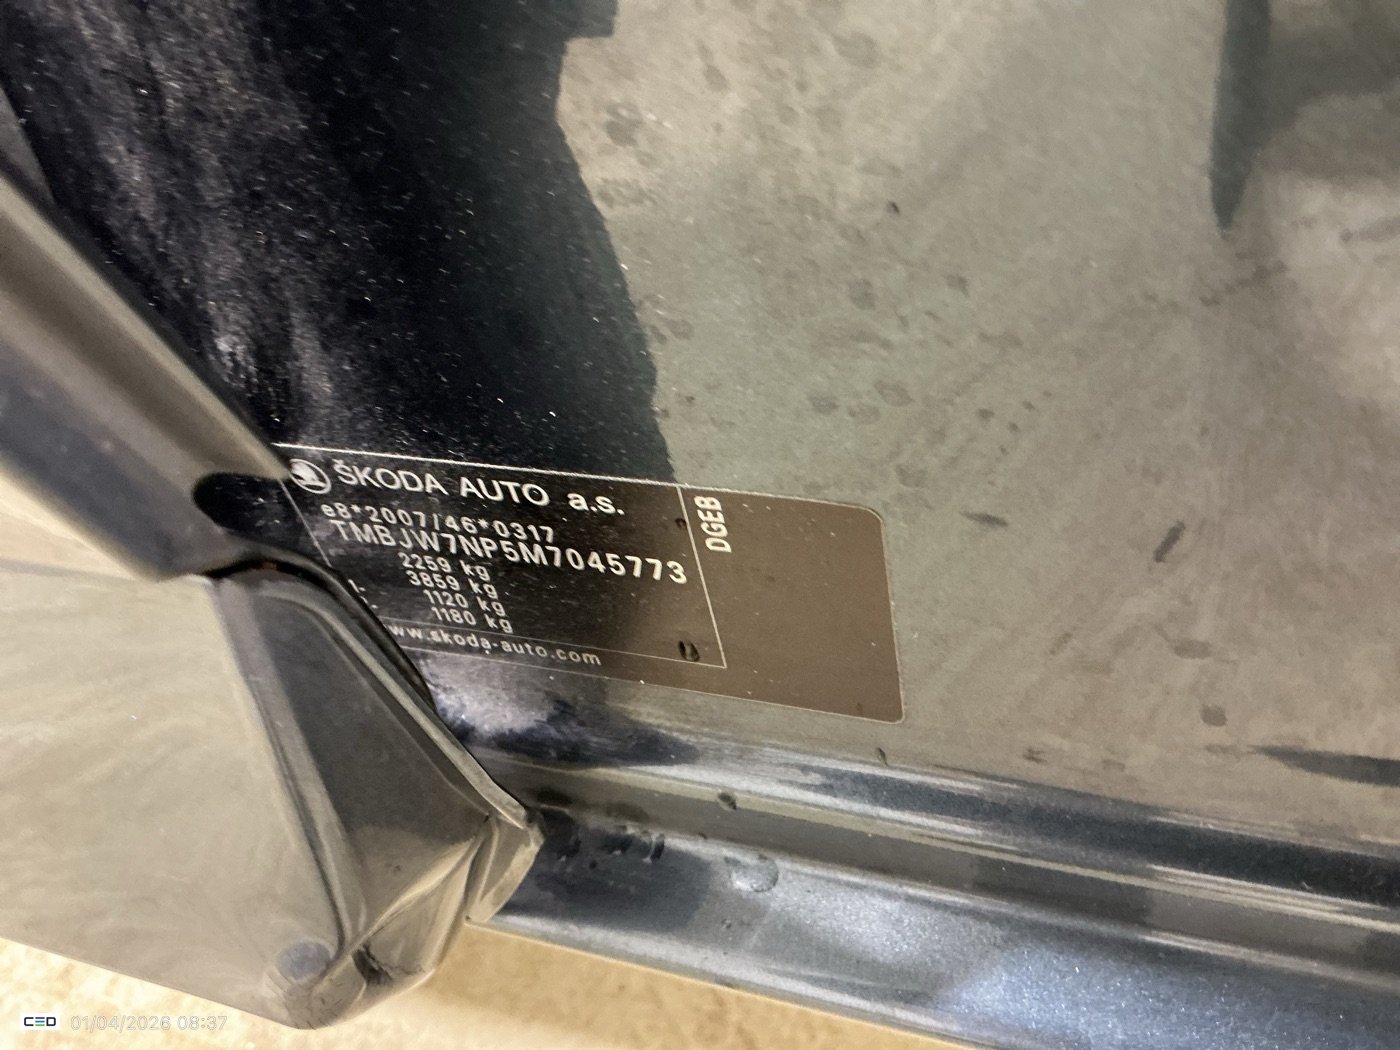 ŠKODA AUTO a.s.
e8*2007/46*0317
TMBJW7NP5M7045773
2259 kg
3859 kg
1120 kg
1180 kg
www.skoda-auto.com
DGEB
CED 01/04/2026 08:37